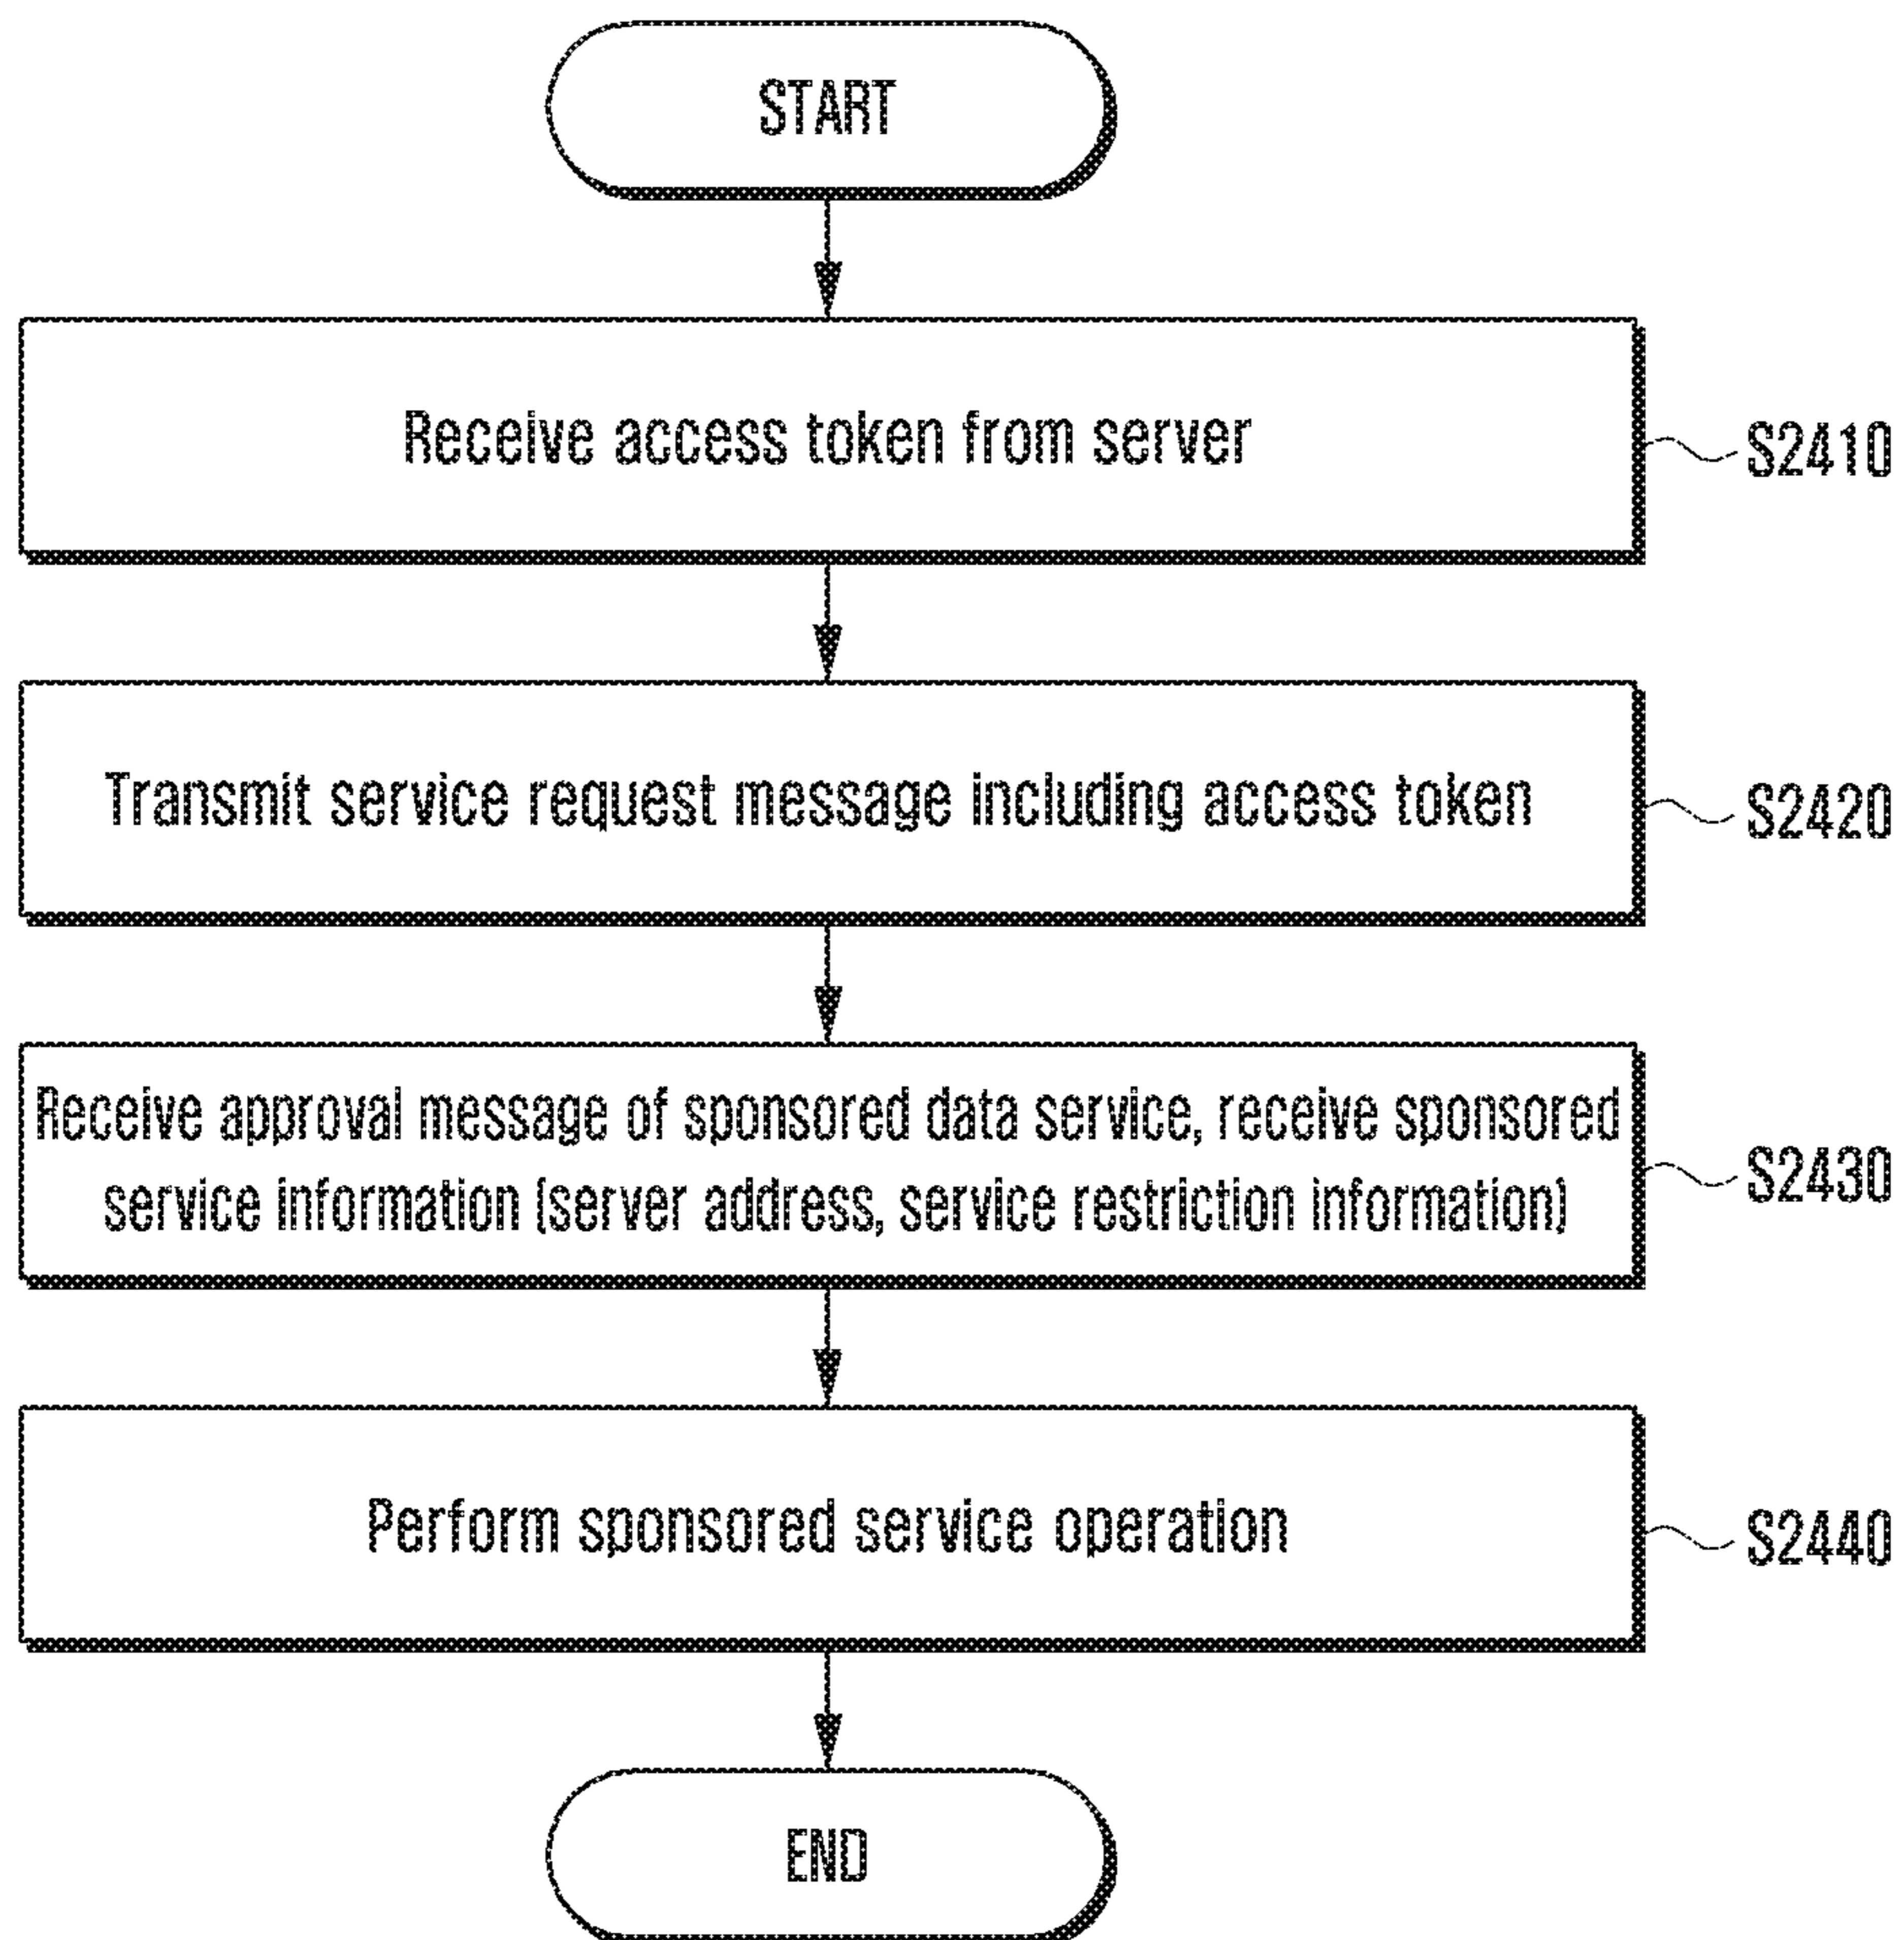 START
Receive access token from server
S2410
Transmit service request message including access token
S2420
Receive approval message of sponsored data service, receive sponsored
service information (server address, service restriction information)
S2430
Perform sponsored service operation
S2440
END